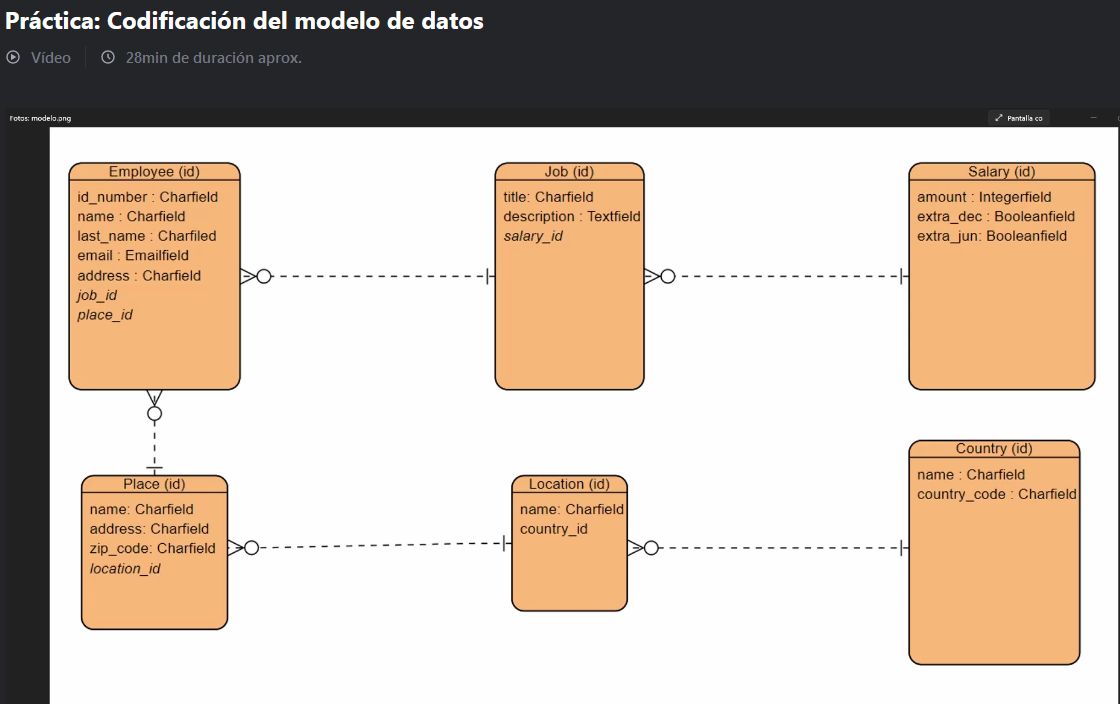 Práctica: Codificación del modelo de datos
Vídeo
28min de duración aprox.
Fotos: modelo.png
Pantalla co
Employee (id)
id_number : Charfield
name : Charfield
last_name : Charfiled
email : Emailfield
address : Charfield
job_id
place_id
Job (id)
title: Charfield
description : Textfield
salary_id
Salary (id)
amount : Integerfield
extra_dec : Booleanfield
extra_jun: Booleanfield
Place (id)
name: Charfield
address: Charfield
zip_code: Charfield
location_id
Location (id)
name: Charfield
country_id
Country (id)
name : Charfield
country_code : Charfield